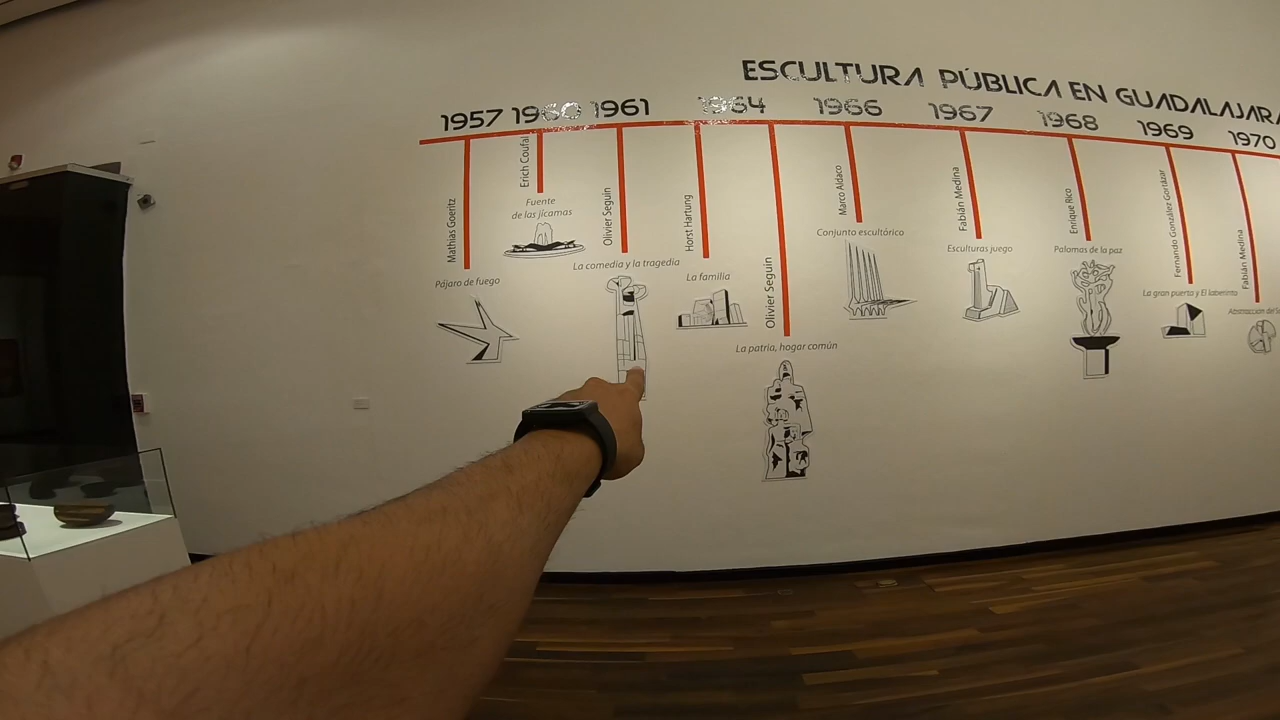 ESCULTURA PÚBLICA EN GUADALAJARA
1957 1960 1961 1964 1966 1967 1968 1969 1970
Mathias Goeritz
Pájaro de fuego
Erich Coufal
Fuente
de las jícamas
Olivier Seguin
La comedia y la tragedia
Horst Hartung
La familia
Olivier Seguin
La patria, hogar común
Marco Aldaco
Conjunto escultórico
Fabián Medina
Esculturas juego
Enrique Rico
Palomas de la paz
Fernando González Gortázar
La gran puerta y El laberinto
Fabián Medina